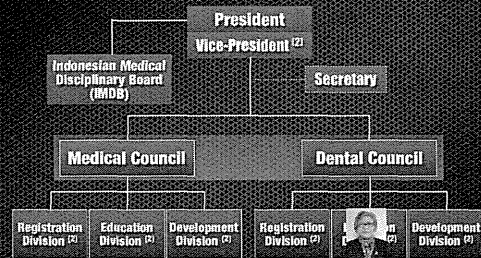 President
Vice-President [2]
Indonesian Medical
Disciplinary Board
(IMDB)
Secretary
Medical Council
Dental Council
Registration
Division [2]
Education
Division [2]
Development
Division [2]
Registration
Division [2]
[2]
Development
Division [2]